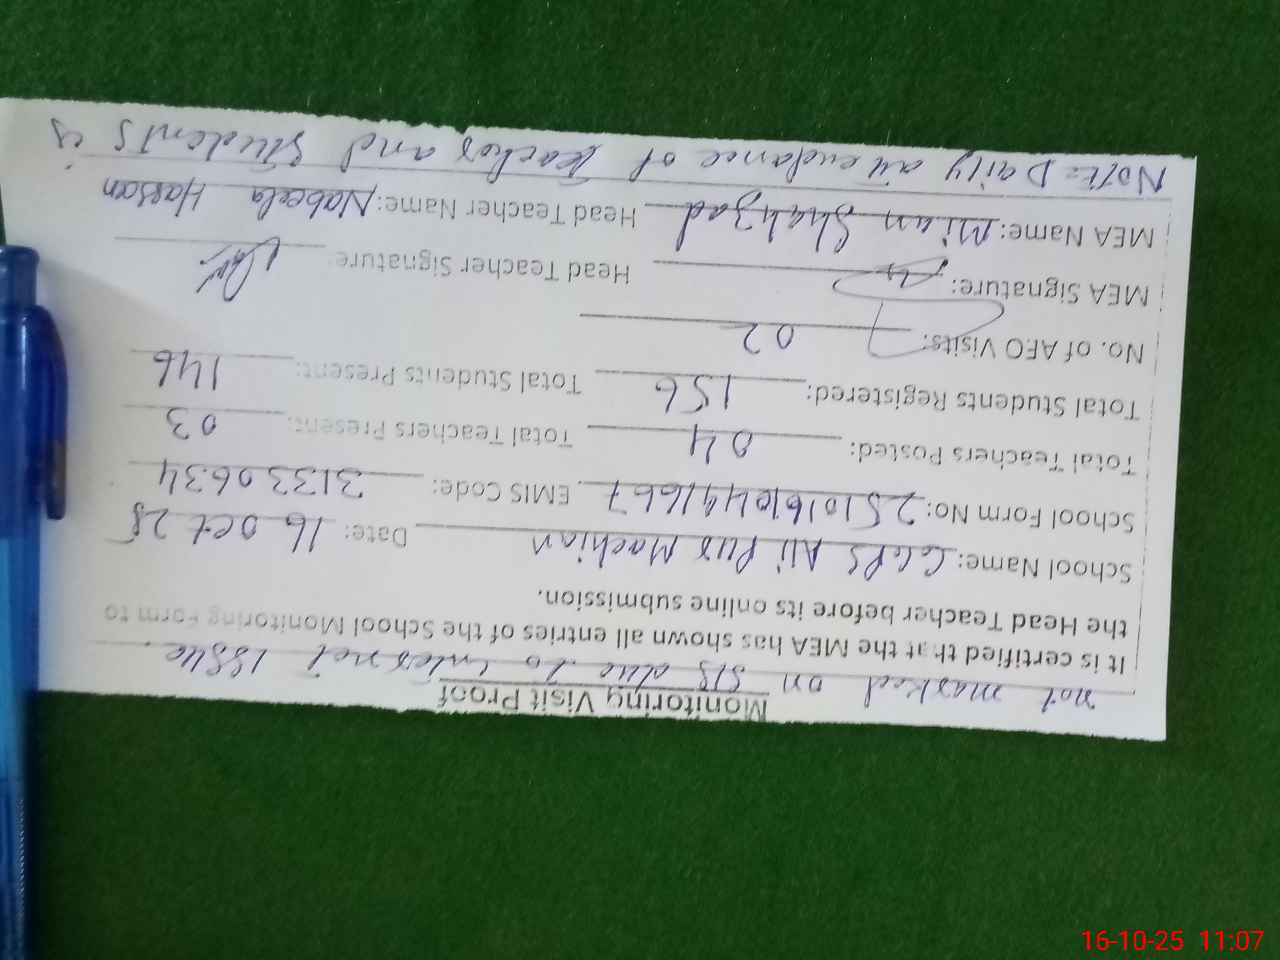 Monitoring Visit Proof
not marked on SIS due to internet issue.
It is certified that the MEA has shown all entries of the School Monitoring Form to
the Head Teacher before its online submission.
School Name: GGPS Ali Pur Machian Date: 16 Oct 25
School Form No: 25101610491667 EMIS Code: 31330634
Total Teachers Posted: 04 Total Teachers Present: 03
Total Students Registered: 156 Total Students Present: 146
No. of AEO Visits: 02
MEA Signature: Head Teacher Signature:
MEA Name: Mian Shahzad Head Teacher Name: Nabeela Hassan
Note: Daily attendance of teacher and students is
16-10-25 11:07